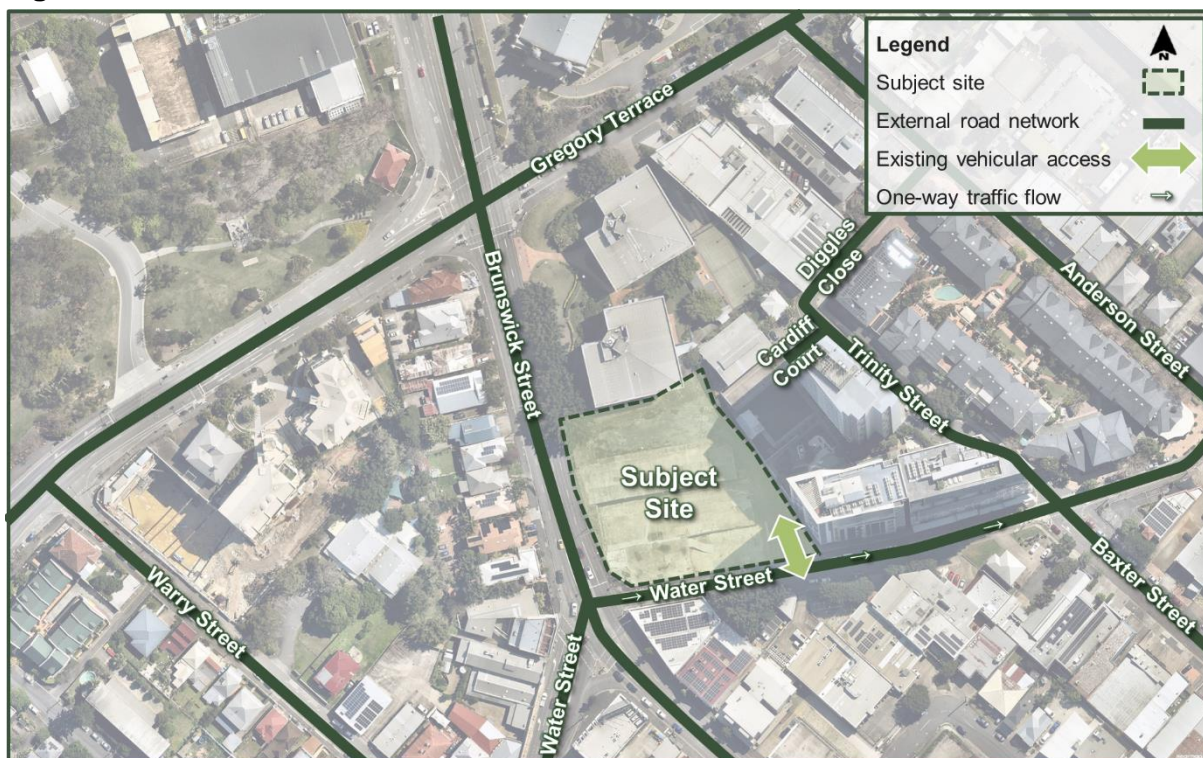 Legend
N
Subject site
External road network
Existing vehicular access
One-way traffic flow
Gregory Terrace
Brunswick Street
Diggles
Close
Cardiff
Court
Trinity Street
Anderson Street
Subject
Site
Water Street
Baxter Street
Warry Street
Water Street